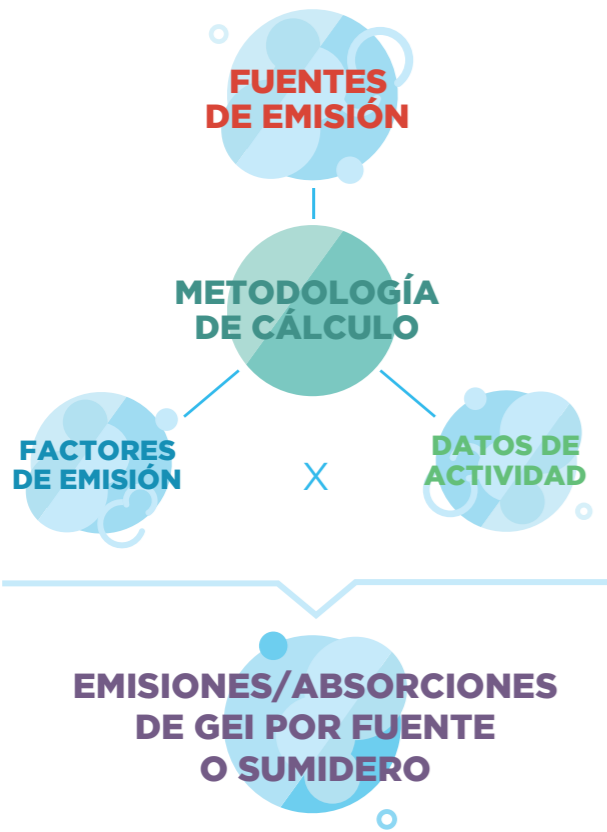 FUENTES
DE EMISIÓN
METODOLOGÍA
DE CÁLCULO
FACTORES
DE EMISIÓN
X
DATOS DE
ACTIVIDAD
EMISIONES/ABSORCIONES
DE GEI POR FUENTE
O SUMIDERO